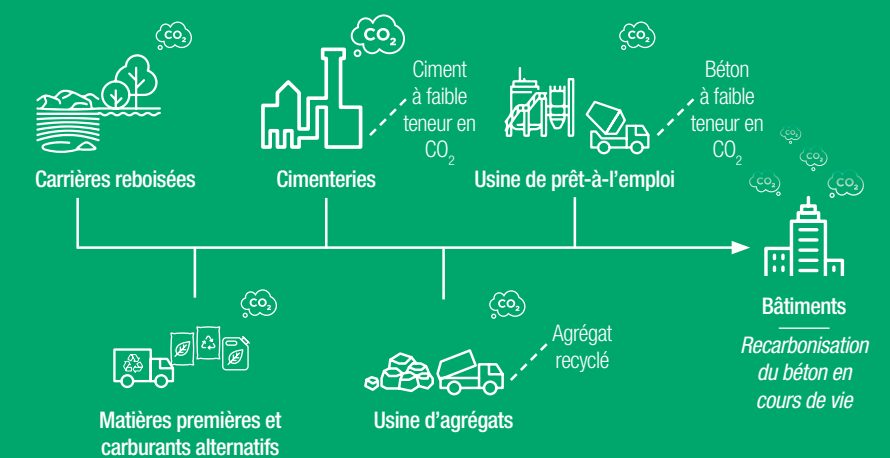 CO₂
CO₂
CO₂
Ciment
à faible
teneur en
CO₂
Béton
à faible
teneur en
CO₂
Carrières reboisées
Cimenteries
Usine de prêt-à-l’emploi
CO₂
CO₂
CO₂
CO₂
Bâtiments
Recarbonisation
du béton en
cours de vie
CO₂
Matières premières et
carburants alternatifs
CO₂
Agrégat
recyclé
Usine d’agrégats